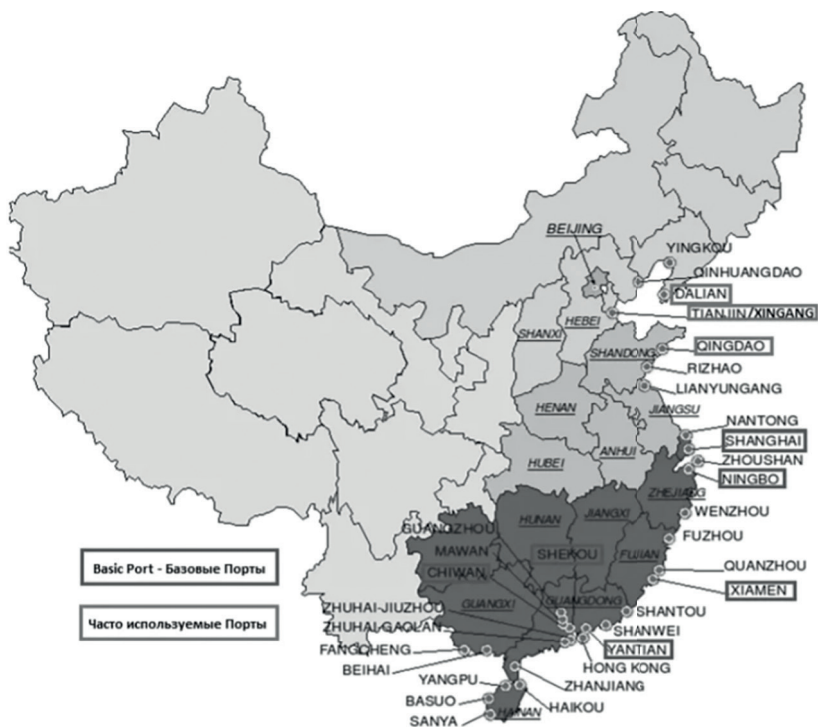 BEIJING
YINGKOU
QINHUANGDAO
DALIAN
TIANJIN/XINGANG
HEBEI
SHANXI
SHANDONG
QINGDAO
RIZHAO
LIANYUNGANG
HENAN
JIANGSU
NANTONG
ANHUI
SHANGHAI
HUBEI
ZHOUSHAN
NINGBO
ZHEJIANG
HUNAN
JIANGXI
WENZHOU
GUANGZHOU
FUZHOU
MAWAN
SHEKOU
FUJIAN
Basic Port - Базовые Порты
CHIWAN
QUANZHOU
XIAMEN
GUANGXI
GUANGDONG
ZHUHAI-JIUZHOU
SHANTOU
Часто используемые Порты
ZHUHAI-GAOLAN
SHANWEI
FANGCHENG
YANTIAN
BEIHAI
HONG KONG
YANGPU
ZHANJIANG
BASUO
HAIKOU
HAINAN
SANYA